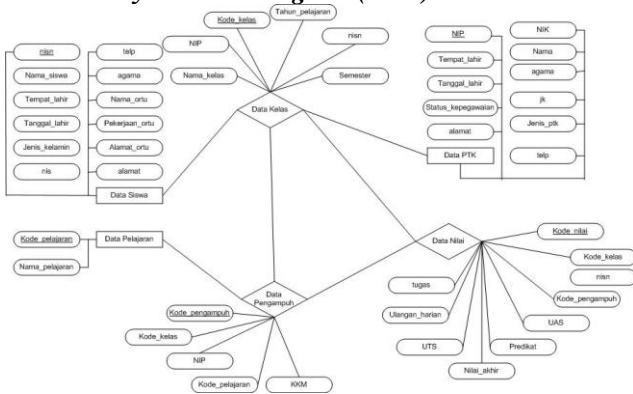 Kode_kelas
Tahun_pelajaran
NIP
nisn
Nama_kelas
Semester
Data Kelas
nisn
telp
Nama_siswa
agama
Tempat_lahir
Nama_ortu
Tanggal_lahir
Pekerjaan_ortu
Jenis_kelamin
Alamat_ortu
nis
alamat
Data Siswa
NIP
NIK
Tempat_lahir
Nama
Tanggal_lahir
agama
Status_kepegawaian
jk
alamat
Jenis_ptk
Data PTK
telp
Kode_pelajaran
Data Pelajaran
Nama_pelajaran
Data
Pengampuh
Kode_pengampuh
Kode_kelas
NIP
Kode_pelajaran
KKM
Data Nilai
Kode_nilai
Kode_kelas
nisn
Kode_pengampuh
tugas
Ulangan_harian
UAS
UTS
Predikat
Nilai_akhir